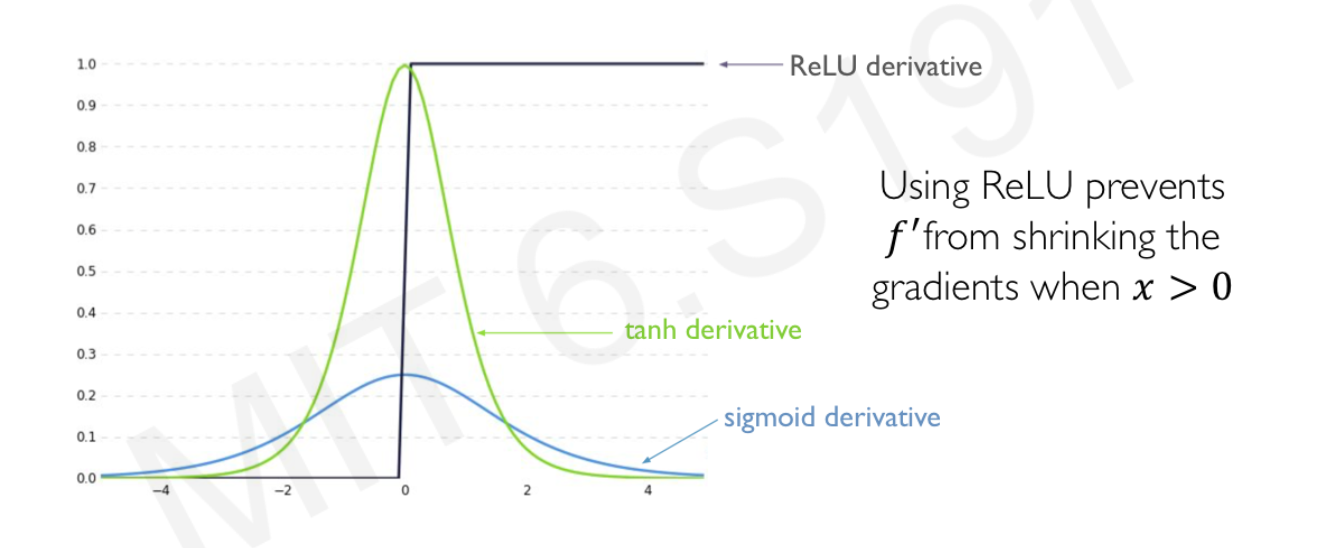 1.0
ReLU derivative
0.9
0.8
0.7
Using ReLU prevents
0.6
f′from shrinking the
0.5
gradients when x > 0
0.4
tanh derivative
0.3
0.2
sigmoid derivative
0.1
0.0
−4 −2 0 2 4
MIT 6.S191